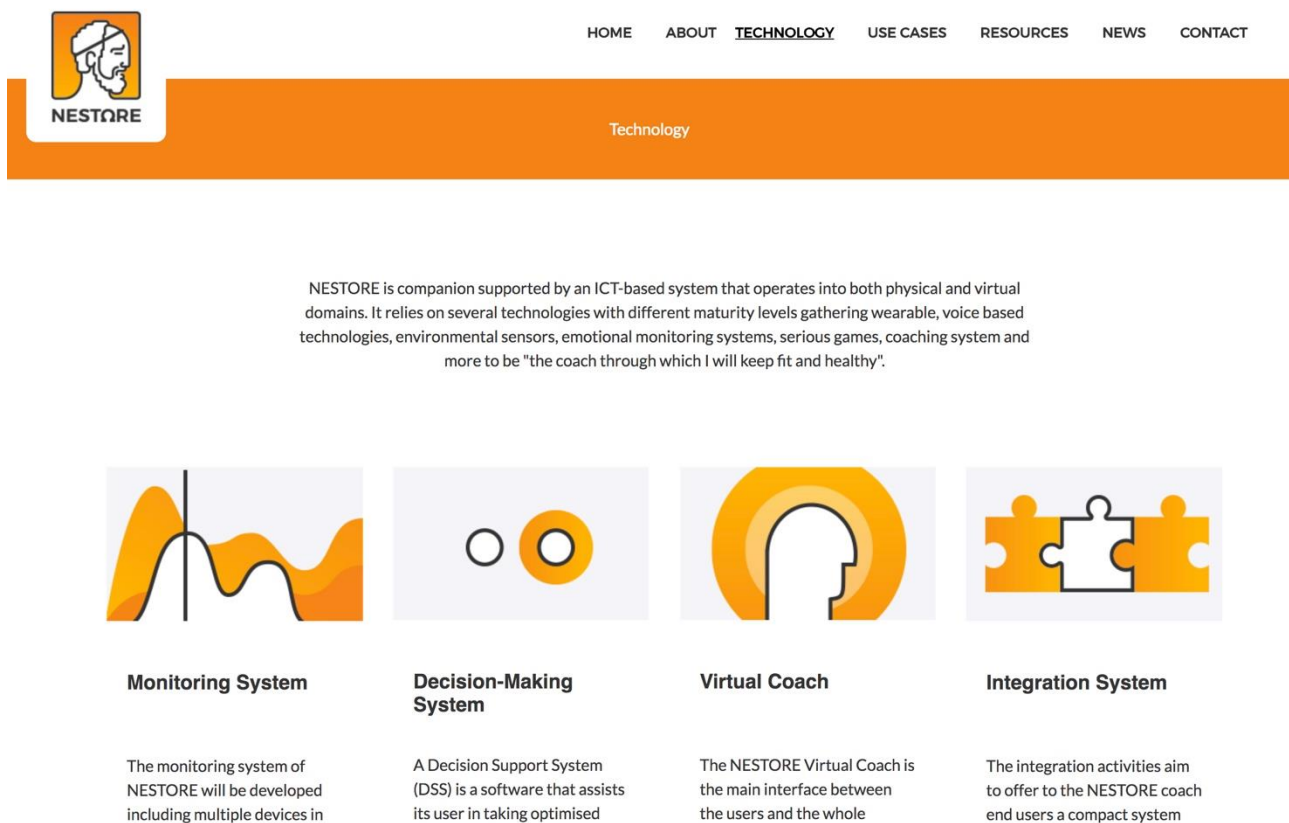 HOME ABOUT TECHNOLOGY USE CASES RESOURCES NEWS CONTACT
NESTΩRE
Technology
NESTORE is companion supported by an ICT-based system that operates into both physical and virtual
domains. It relies on several technologies with different maturity levels gathering wearable, voice based
technologies, environmental sensors, emotional monitoring systems, serious games, coaching system and
more to be "the coach through which I will keep fit and healthy".
Monitoring System
The monitoring system of
NESTORE will be developed
including multiple devices in
Decision-Making
System
A Decision Support System
(DSS) is a software that assists
its user in taking optimised
Virtual Coach
The NESTORE Virtual Coach is
the main interface between
the users and the whole
Integration System
The integration activities aim
to offer to the NESTORE coach
end users a compact system